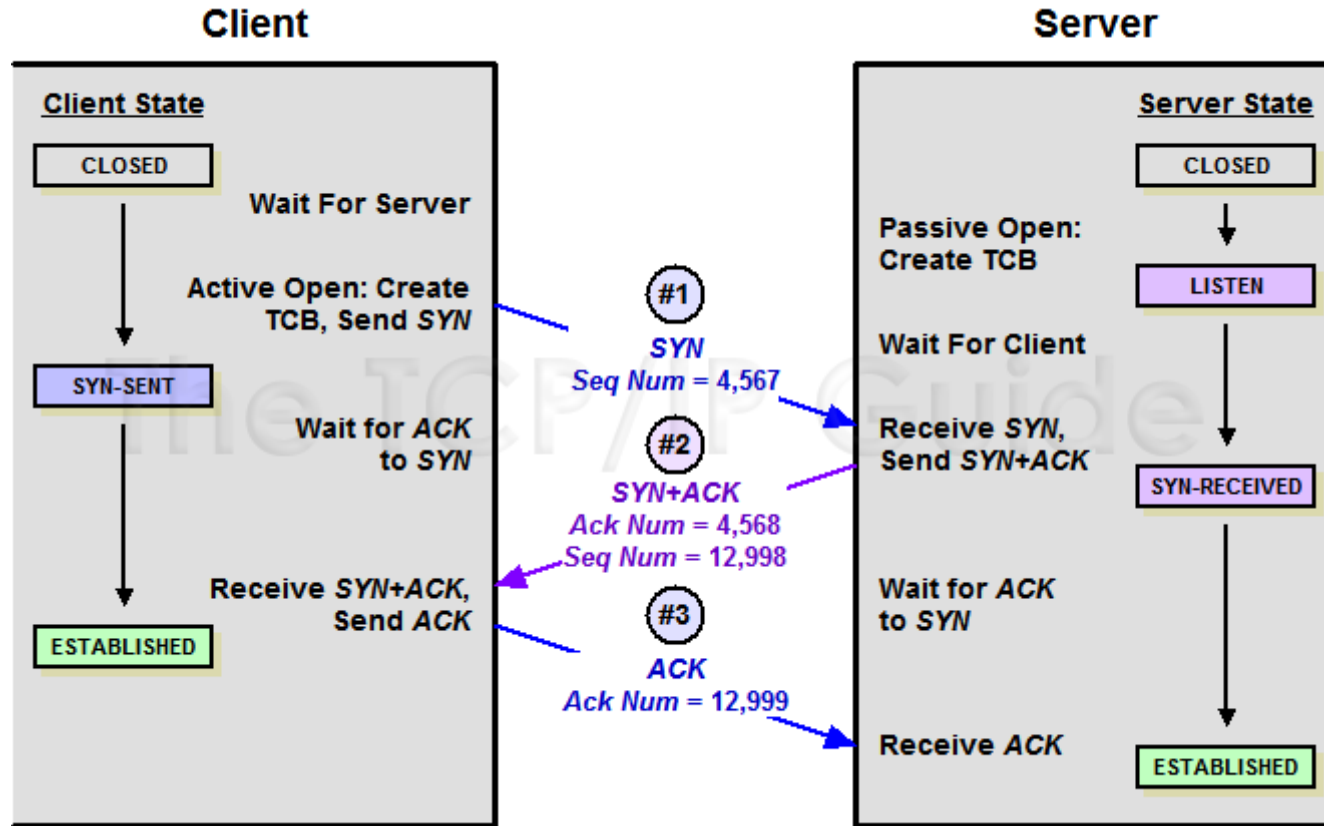 Client
Server
Client State
CLOSED
Wait For Server
Active Open: Create
TCB, Send SYN
SYN-SENT
Wait for ACK
to SYN
Receive SYN+ACK,
Send ACK
ESTABLISHED
#1
SYN
Seq Num = 4,567
#2
SYN+ACK
Ack Num = 4,568
Seq Num = 12,998
#3
ACK
Ack Num = 12,999
Server State
CLOSED
Passive Open:
Create TCB
LISTEN
Wait For Client
Receive SYN,
Send SYN+ACK
SYN-RECEIVED
Wait for ACK
to SYN
Receive ACK
ESTABLISHED
The TCP/IP Guide